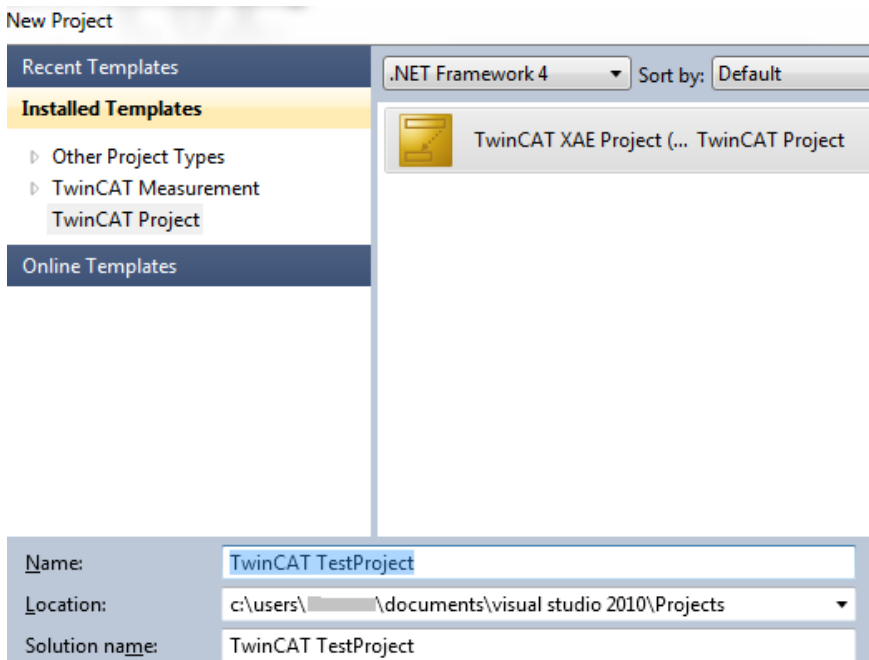 New Project
Recent Templates
Installed Templates
Other Project Types
TwinCAT Measurement
TwinCAT Project
Online Templates
.NET Framework 4 Sort by: Default
TwinCAT XAE Project (... TwinCAT Project
Name: TwinCAT TestProject
Location: c:\users\ \documents\visual studio 2010\Projects
Solution name: TwinCAT TestProject